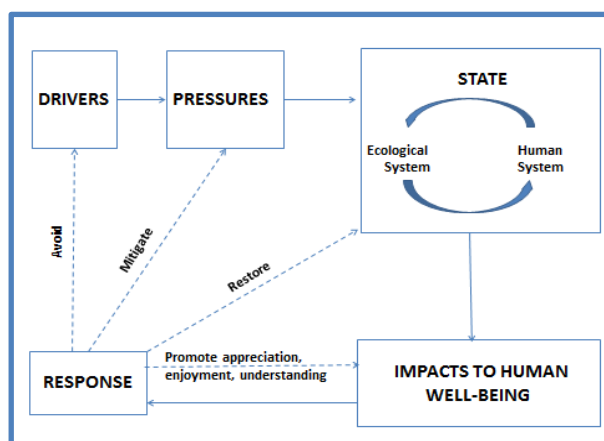 DRIVERS
PRESSURES
STATE
Ecological
System
Human
System
Avoid
Mitigate
Restore
RESPONSE
Promote appreciation,
enjoyment, understanding
IMPACTS TO HUMAN
WELL-BEING